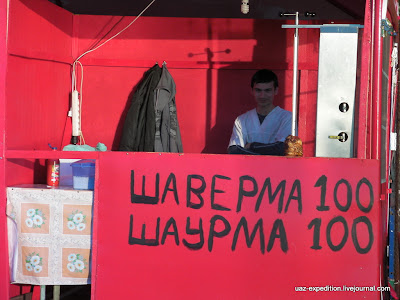 ШАВЕРМА 100
ШАУРМА 100
uaz-expedition.livejournal.com